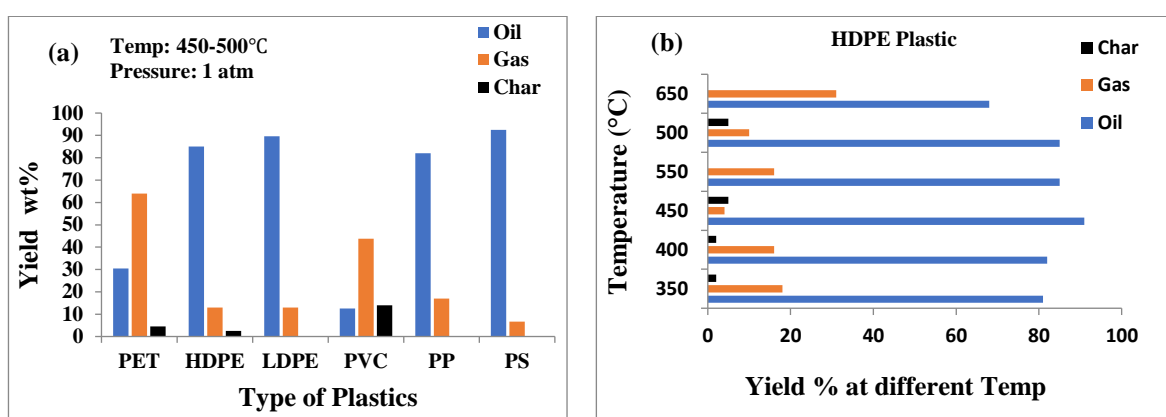 (a)
Temp: 450-500℃
Pressure: 1 atm
Oil
Gas
Char
100
90
80
70
60
50
40
30
20
10
0
Yield wt%
PET HDPE LDPE PVC PP PS
Type of Plastics
(b)
HDPE Plastic
Char
Gas
Oil
Temperature (°C)
650
500
550
450
400
350
0 20 40 60 80 100
Yield % at different Temp